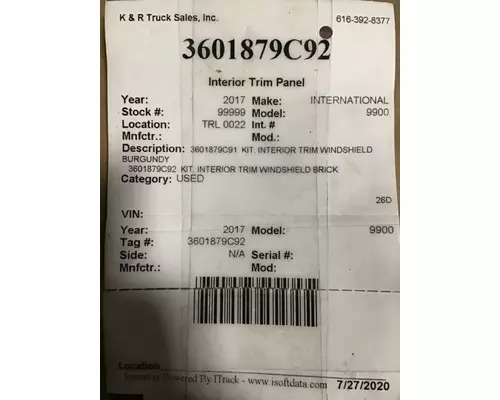 K & R Truck Sales, Inc. 616-392-8377
3601879C92
Interior Trim Panel
Year: 2017 Make: INTERNATIONAL
Stock #: 99999 Model: 9900
Location: TRL 0022 Int. #
Mnfctr.: Mod.:
Description: 3601879C91 KIT, INTERIOR TRIM WINDSHIELD
BURGUNDY
3601879C92 KIT, INTERIOR TRIM WINDSHIELD BRICK
Category: USED
26D
VIN:
Year: 2017 Model: 9900
Tag #: 3601879C92
Side: N/A Serial #:
Mnfctr.: Mod:
Location
Powered By ITrack - www.isoftdata.com 7/27/2020